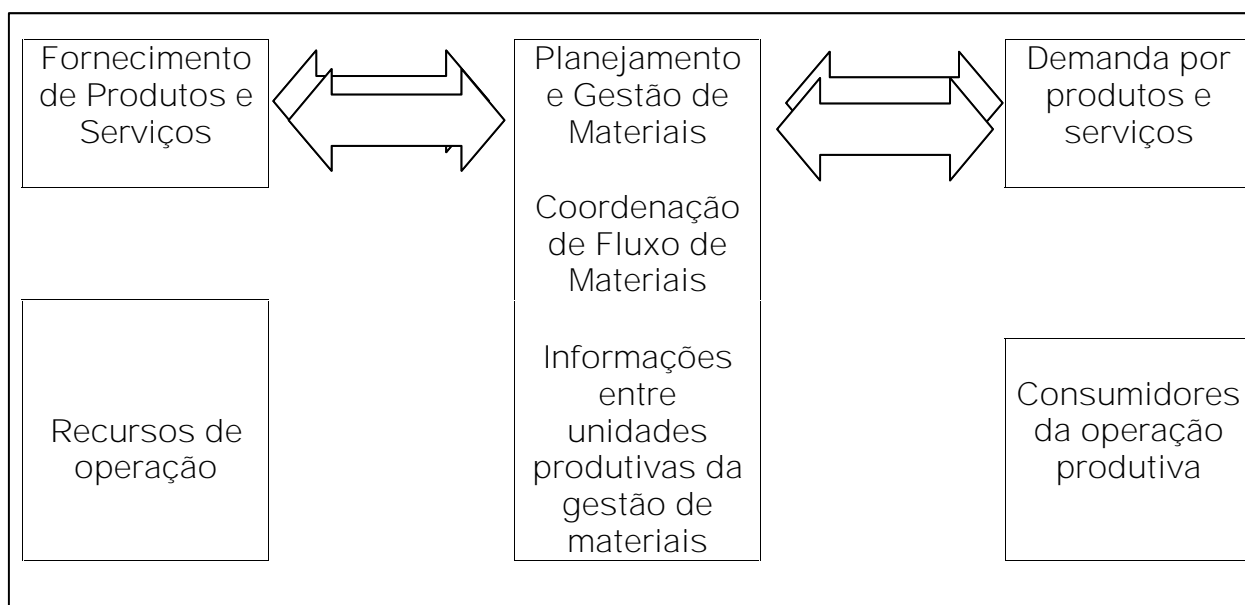 Fornecimento
de Produtos e
Serviços
Planejamento
e Gestão de
Materiais
Coordenação
de Fluxo de
Materiais
Informações
entre
unidades
produtivas da
gestão de
materiais
Demanda por
produtos e
serviços
Recursos de
operação
Consumidores
da operação
produtiva